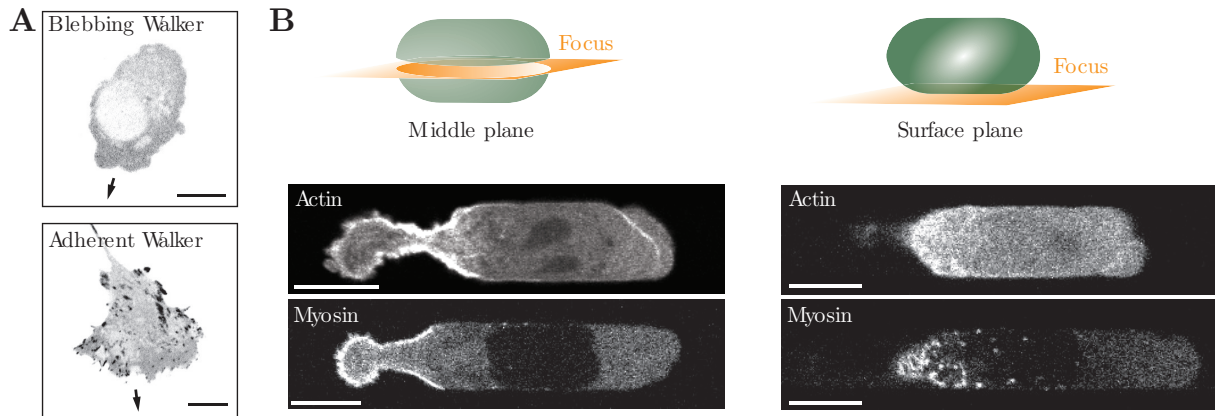 A
Blebbing Walker
Adherent Walker
B
Focus
Middle plane
Focus
Surface plane
Actin
Actin
Myosin
Myosin